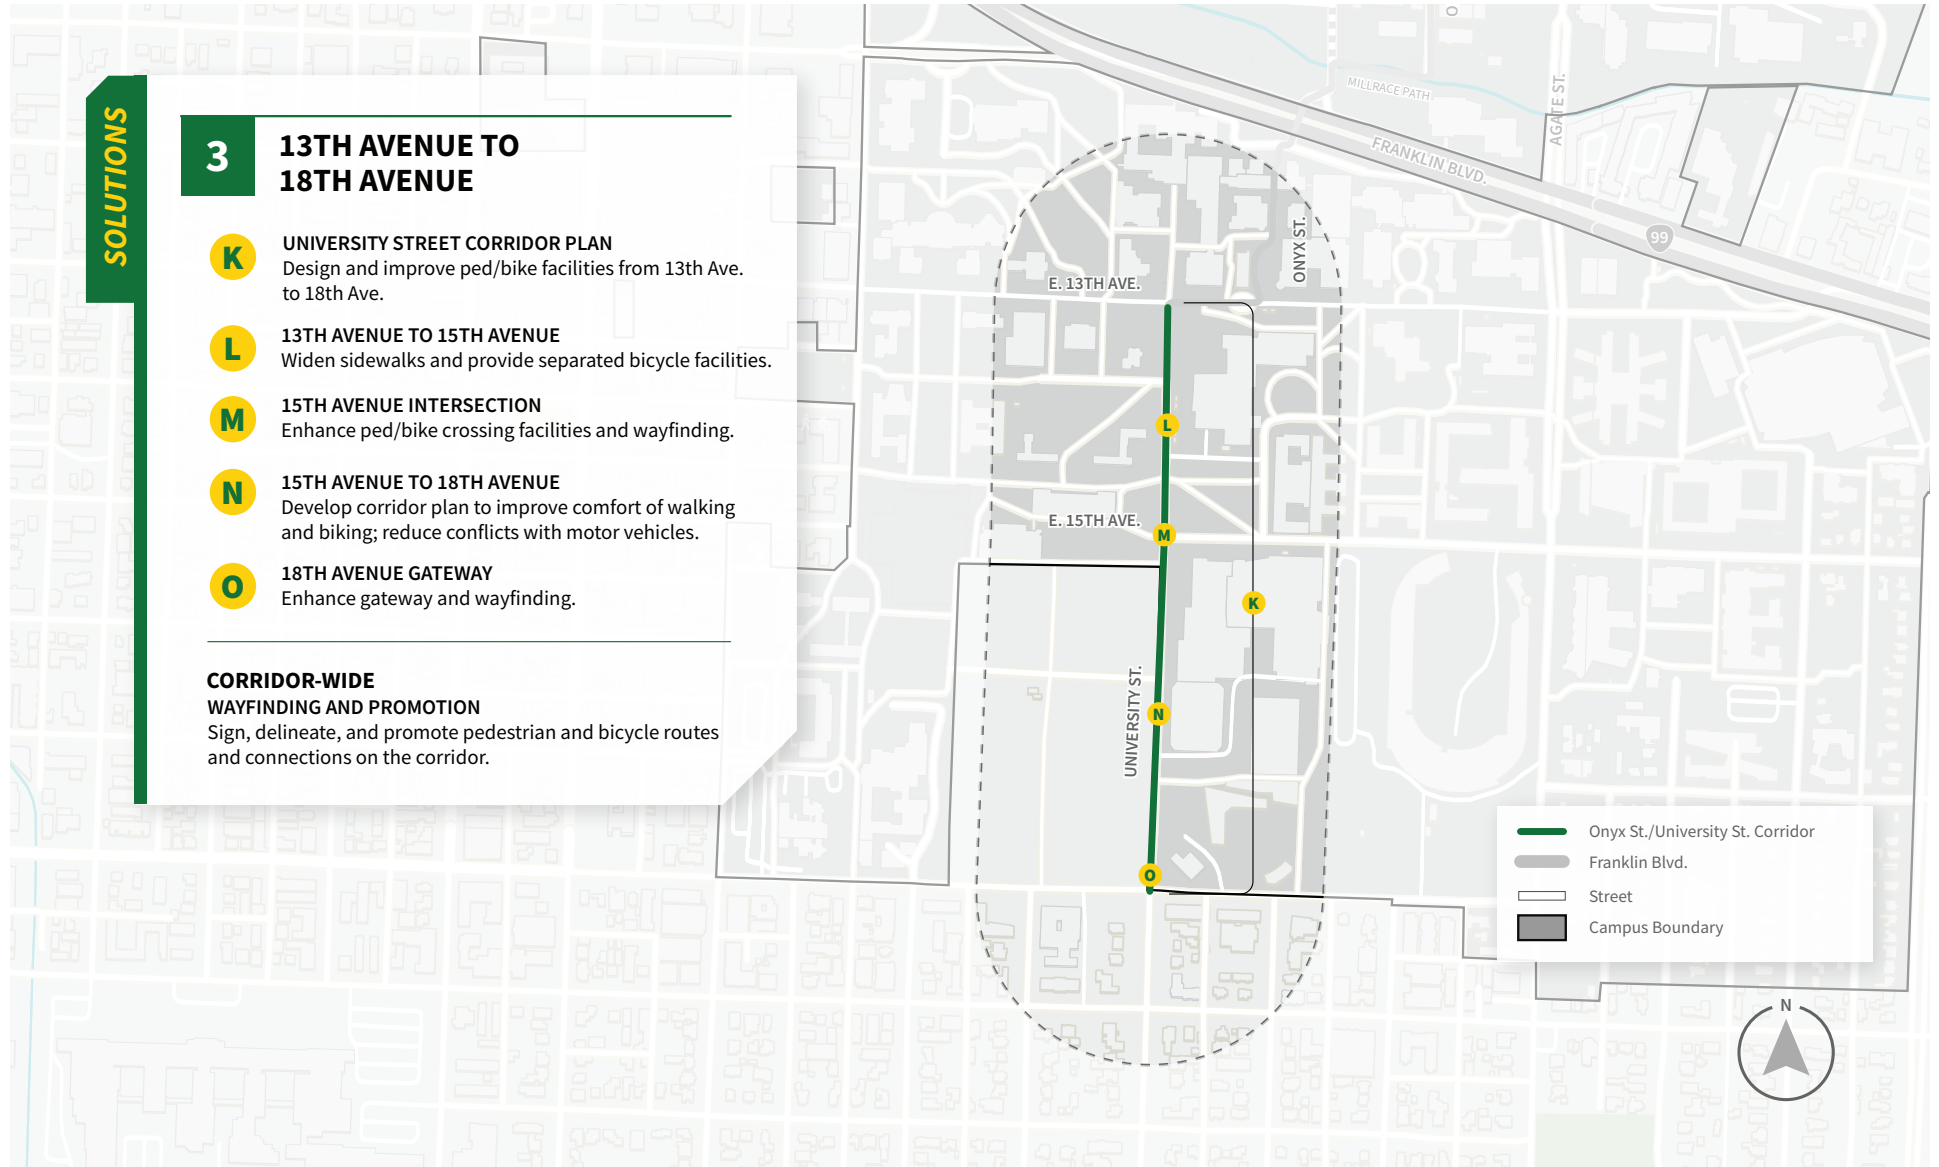 SOLUTIONS
3
13TH AVENUE TO
18TH AVENUE
K
UNIVERSITY STREET CORRIDOR PLAN
Design and improve ped/bike facilities from 13th Ave.
to 18th Ave.
L
13TH AVENUE TO 15TH AVENUE
Widen sidewalks and provide separated bicycle facilities.
M
15TH AVENUE INTERSECTION
Enhance ped/bike crossing facilities and wayfinding.
N
15TH AVENUE TO 18TH AVENUE
Develop corridor plan to improve comfort of walking
and biking; reduce conflicts with motor vehicles.
O
18TH AVENUE GATEWAY
Enhance gateway and wayfinding.
CORRIDOR-WIDE
WAYFINDING AND PROMOTION
Sign, delineate, and promote pedestrian and bicycle routes
and connections on the corridor.
O
MILLRACE PATH
AGATE ST.
FRANKLIN BLVD.
99
ONYX ST.
E. 13TH AVE.
L
E. 15TH AVE.
M
K
UNIVERSITY ST.
N
O
Onyx St./University St. Corridor
Franklin Blvd.
Street
Campus Boundary
N